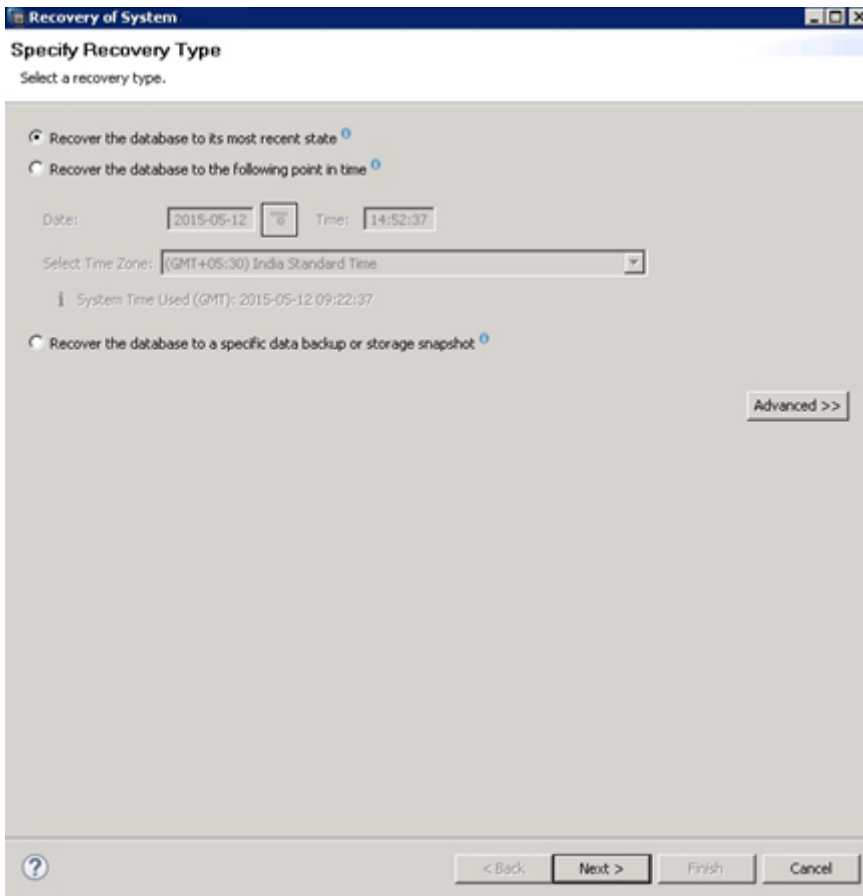 Recovery of System
Specify Recovery Type
Select a recovery type.
Recover the database to its most recent state
Recover the database to the following point in time
Date: 2015-05-12 Time: 14:52:37
Select Time Zone: (GMT+05:30) India Standard Time
System Time Used (GMT): 2015-05-12 09:22:37
Recover the database to a specific data backup or storage snapshot
Advanced >>
? < Back Next > Finish Cancel